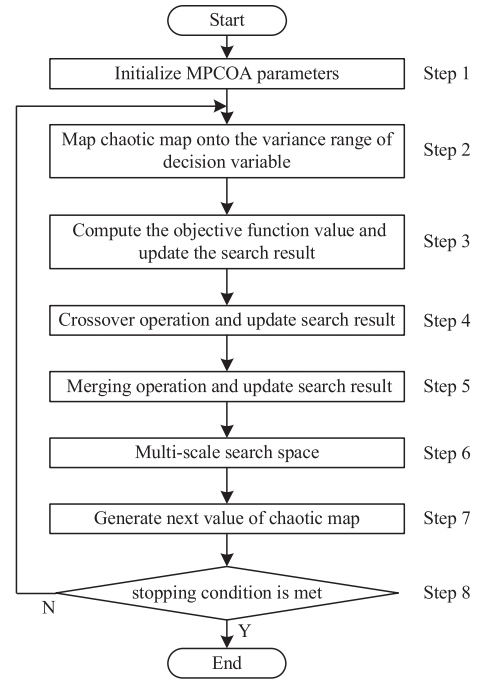 Start
Initialize MPCOA parameters
Step 1
Map chaotic map onto the variance range of
decision variable
Step 2
Compute the objective function value and
update the search result
Step 3
Crossover operation and update search result
Step 4
Merging operation and update search result
Step 5
Multi-scale search space
Step 6
Generate next value of chaotic map
Step 7
stopping condition is met
Step 8
N
Y
End